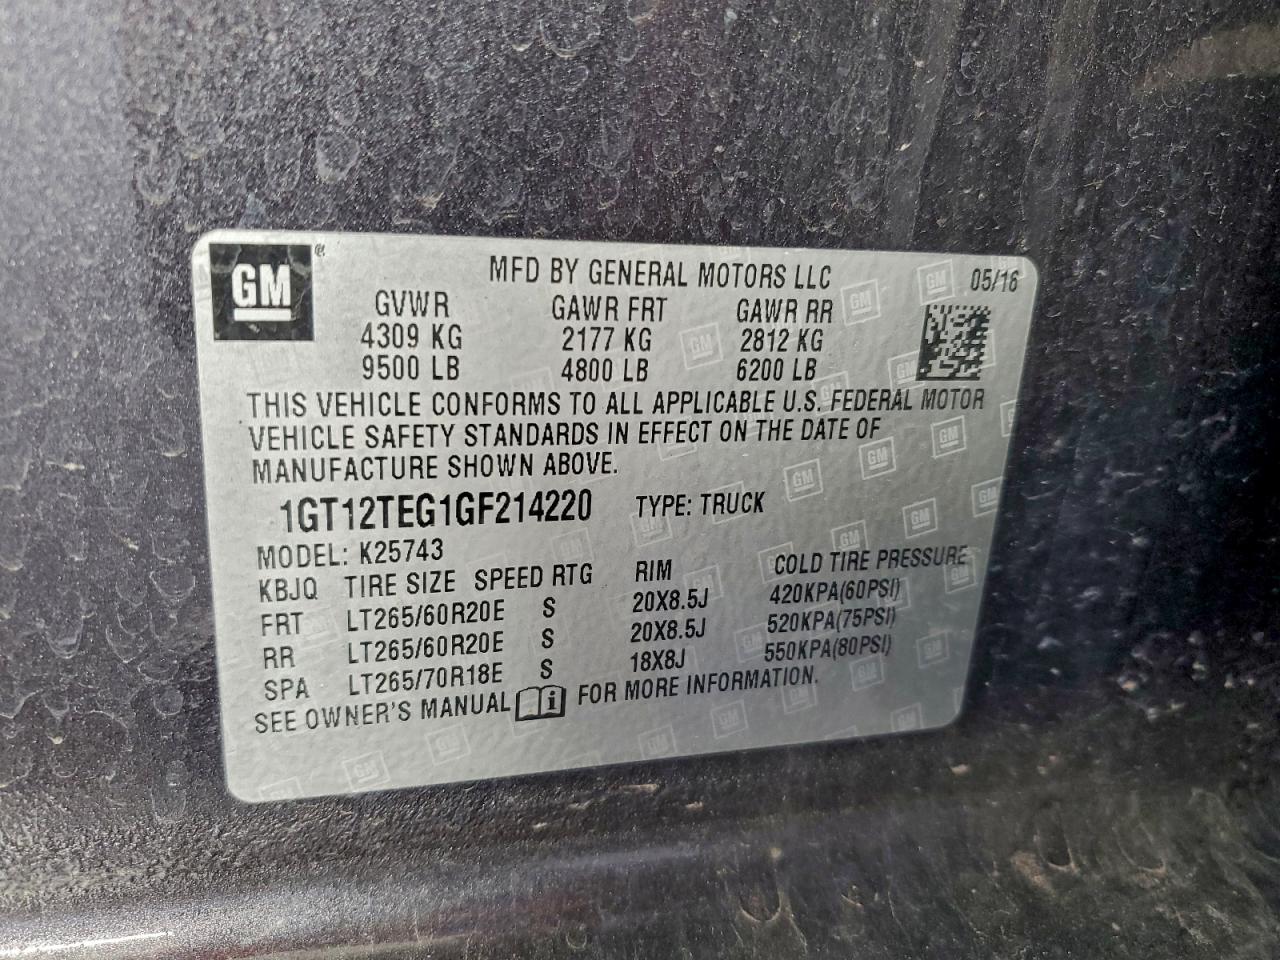 GM ®
MFD BY GENERAL MOTORS LLC 05/16
GVWR GAWR FRT GAWR RR
4309 KG 2177 KG 2812 KG
9500 LB 4800 LB 6200 LB
THIS VEHICLE CONFORMS TO ALL APPLICABLE U.S. FEDERAL MOTOR
VEHICLE SAFETY STANDARDS IN EFFECT ON THE DATE OF
MANUFACTURE SHOWN ABOVE.
1GT12TEG1GF214220 TYPE: TRUCK
MODEL: K25743
KBJQ TIRE SIZE SPEED RTG RIM COLD TIRE PRESSURE
FRT LT265/60R20E S 20X8.5J 420KPA(60PSI)
RR LT265/60R20E S 20X8.5J 520KPA(75PSI)
SPA LT265/70R18E S 18X8J 550KPA(80PSI)
SEE OWNER'S MANUAL i FOR MORE INFORMATION.